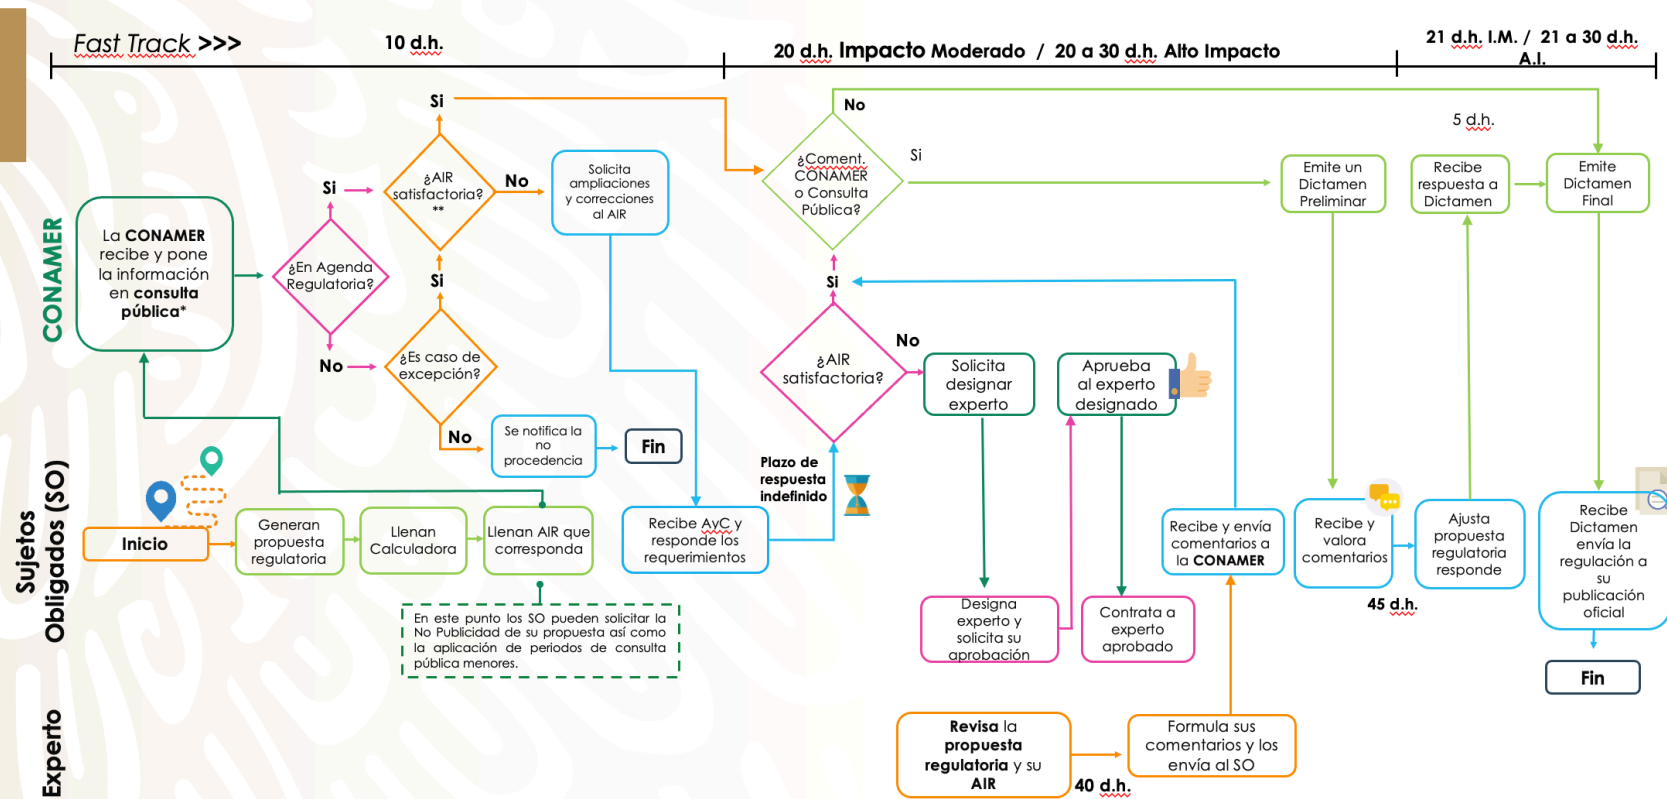 Fast Track >>>
10 d.h.
20 d.h. Impacto Moderado / 20 a 30 d.h. Alto Impacto
21 d.h. I.M. / 21 a 30 d.h.
A.I.
CONAMER
La CONAMER
recibe y pone
la información
en consulta
pública*
¿En Agenda
Regulatoria?
Si
No
¿AIR
satisfactoria?
**
Si
No
Solicita
ampliaciones
y correcciones
al AIR
¿Es caso de
excepción?
Si
No
Se notifica la
no
procedencia
Fin
¿Coment.
CONAMER
o Consulta
Pública?
No
Si
Si
¿AIR
satisfactoria?
No
Solicita
designar
experto
Aprueba
al experto
designado
Emite un
Dictamen
Preliminar
5 d.h.
Recibe
respuesta a
Dictamen
Emite
Dictamen
Final
Sujetos
Obligados (SO)
Inicio
Generan
propuesta
regulatoria
Llenan
Calculadora
Llenan AIR que
corresponda
En este punto los SO pueden solicitar la
No Publicidad de su propuesta así como
la aplicación de periodos de consulta
pública menores.
Recibe AyC y
responde los
requerimientos
Plazo de
respuesta
indefinido
Designa
experto y
solicita su
aprobación
Contrata a
experto
aprobado
Recibe y envía
comentarios a
la CONAMER
Recibe y
valora
comentarios
45 d.h.
Ajusta
propuesta
regulatoria
responde
Recibe
Dictamen
envía la
regulación a
su
publicación
oficial
Fin
Experto
Revisa la
propuesta
regulatoria y su
AIR
40 d.h.
Formula sus
comentarios y los
envía al SO